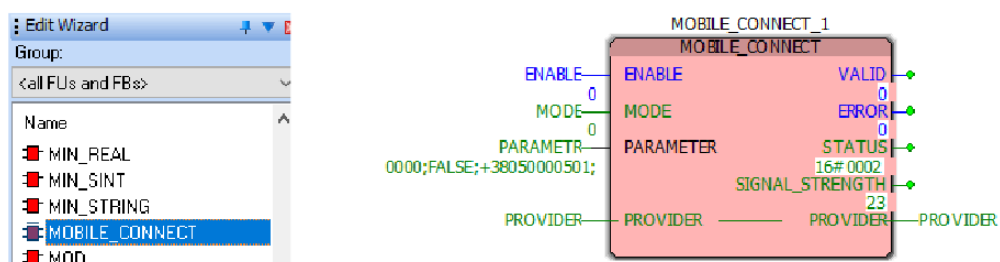 Edit Wizard
Group:
<all FUs and FBs>
Name
MIN_REAL
MIN_SINT
MIN_STRING
MOBILE_CONNECT
MOD
MOBILE_CONNECT_1
MOBILE_CONNECT
ENABLE ENABLE VALID
0 0
MODE MODE ERROR
0 0
PARAMETR PARAMETER STATUS
0000;FALSE;+38050000501; 16#0002
SIGNAL_STRENGTH
23
PROVIDER PROVIDER PROVIDER PROVIDER